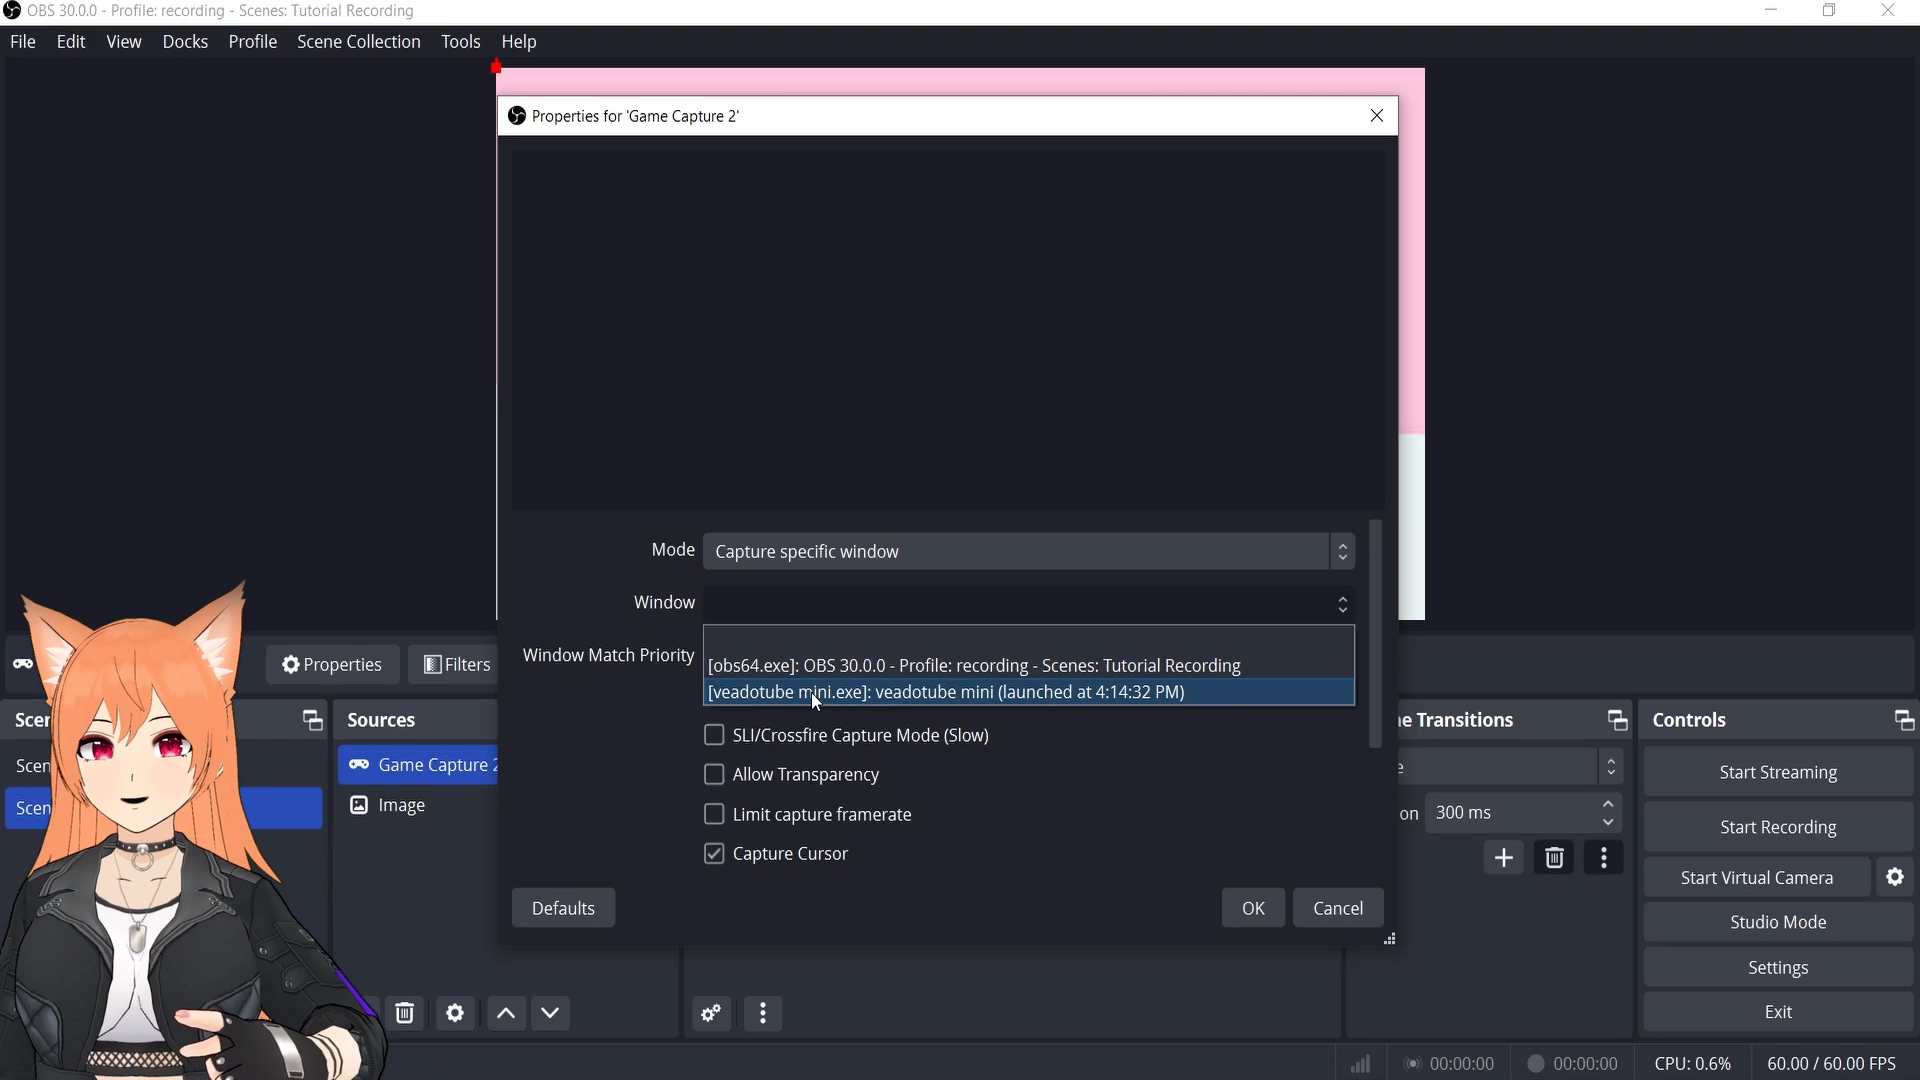 OBS 30.0.0 - Profile: recording - Scenes: Tutorial Recording
File Edit View Docks Profile Scene Collection Tools Help
Properties for 'Game Capture 2'
Mode Capture specific window
Window
Window Match Priority
[obs64.exe]: OBS 30.0.0 - Profile: recording - Scenes: Tutorial Recording
[veadotube mini.exe]: veadotube mini (launched at 4:14:32 PM)
SLI/Crossfire Capture Mode (Slow)
Allow Transparency
Limit capture framerate
Capture Cursor
Defaults OK Cancel
Properties Filters
Scen
Scen
Scen
Sources
Game Capture 2
Image
e Transitions
e
on 300 ms
Controls
Start Streaming
Start Recording
Start Virtual Camera
Studio Mode
Settings
Exit
00:00:00 00:00:00 CPU: 0.6% 60.00 / 60.00 FPS